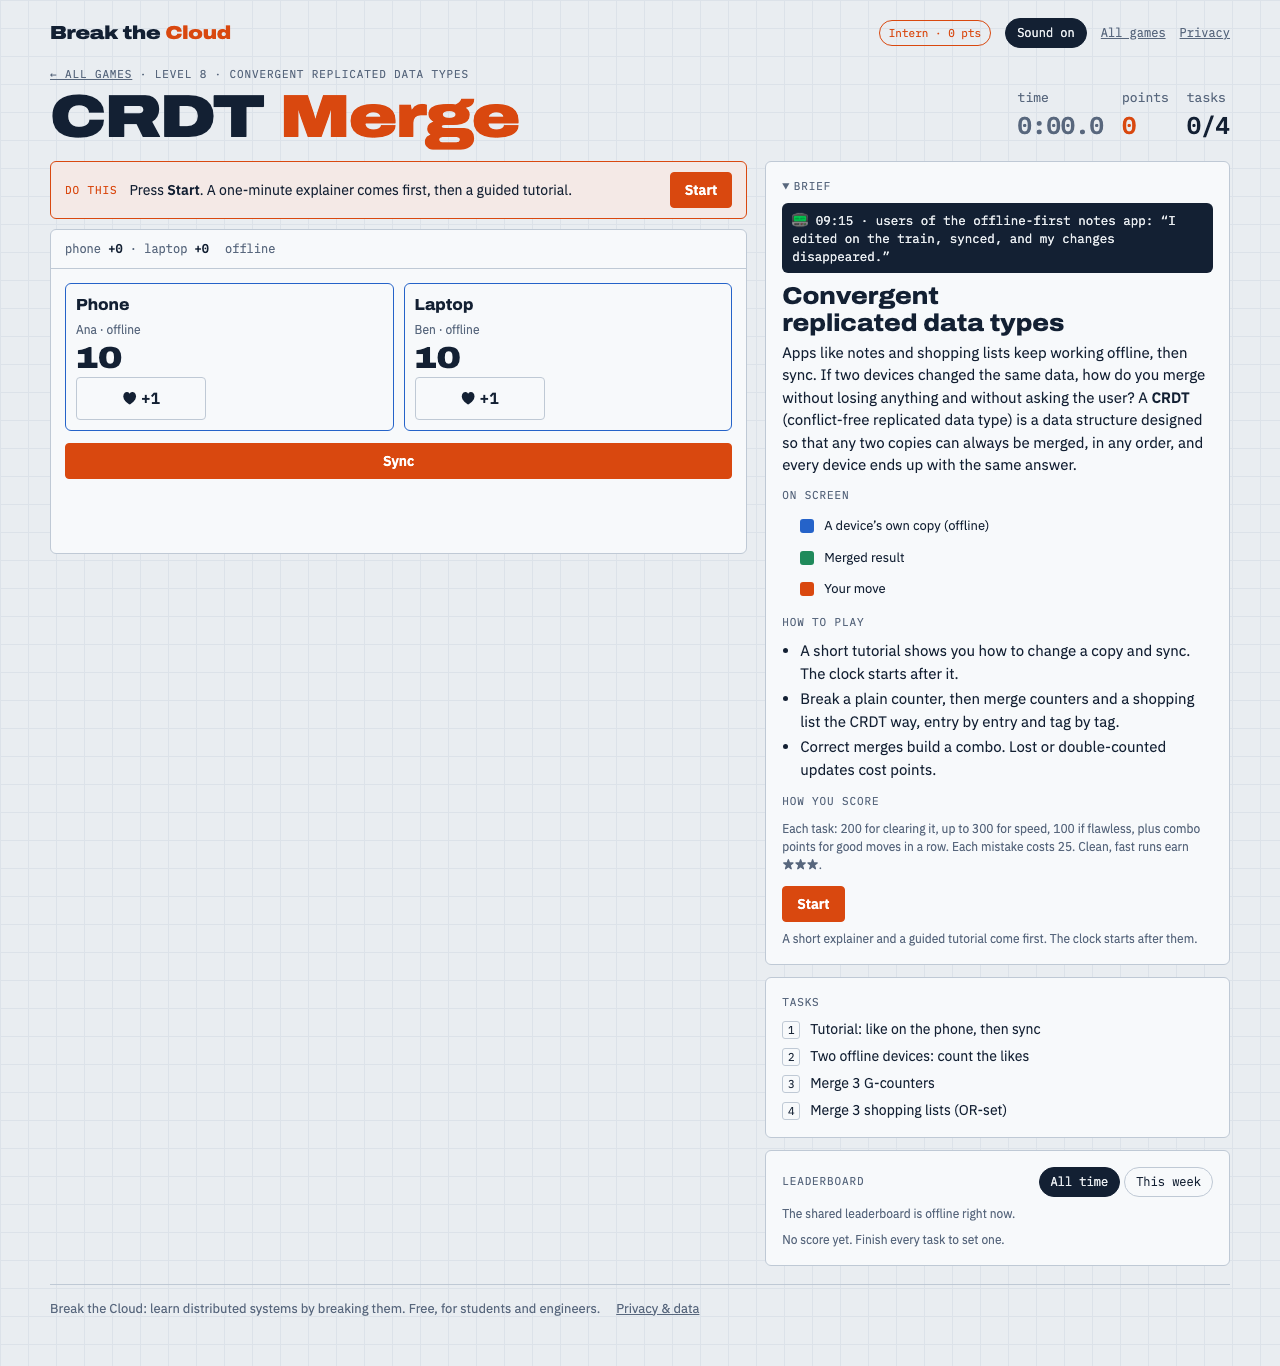 Break the Cloud
Intern · 0 pts
Sound on
All games
Privacy
← ALL GAMES · LEVEL 8 · CONVERGENT REPLICATED DATA TYPES
CRDT Merge
time
0:00.0
points
0
tasks
0/4
DO THIS Press Start. A one-minute explainer comes first, then a guided tutorial.
Start
phone +0 · laptop +0 offline
Phone
Ana · offline
10
♥ +1
Laptop
Ben · offline
10
♥ +1
Sync
▼ BRIEF
09:15 · users of the offline-first notes app: “I
edited on the train, synced, and my changes
disappeared.”
Convergent
replicated data types
Apps like notes and shopping lists keep working offline, then
sync. If two devices changed the same data, how do you merge
without losing anything and without asking the user? A CRDT
(conflict-free replicated data type) is a data structure designed
so that any two copies can always be merged, in any order, and
every device ends up with the same answer.
ON SCREEN
A device’s own copy (offline)
Merged result
Your move
HOW TO PLAY
• A short tutorial shows you how to change a copy and sync.
The clock starts after it.
• Break a plain counter, then merge counters and a shopping
list the CRDT way, entry by entry and tag by tag.
• Correct merges build a combo. Lost or double-counted
updates cost points.
HOW YOU SCORE
Each task: 200 for clearing it, up to 300 for speed, 100 if flawless, plus combo
points for good moves in a row. Each mistake costs 25. Clean, fast runs earn
★★★.
Start
A short explainer and a guided tutorial come first. The clock starts after them.
TASKS
1 Tutorial: like on the phone, then sync
2 Two offline devices: count the likes
3 Merge 3 G-counters
4 Merge 3 shopping lists (OR-set)
LEADERBOARD
All time
This week
The shared leaderboard is offline right now.
No score yet. Finish every task to set one.
Break the Cloud: learn distributed systems by breaking them. Free, for students and engineers.
Privacy & data